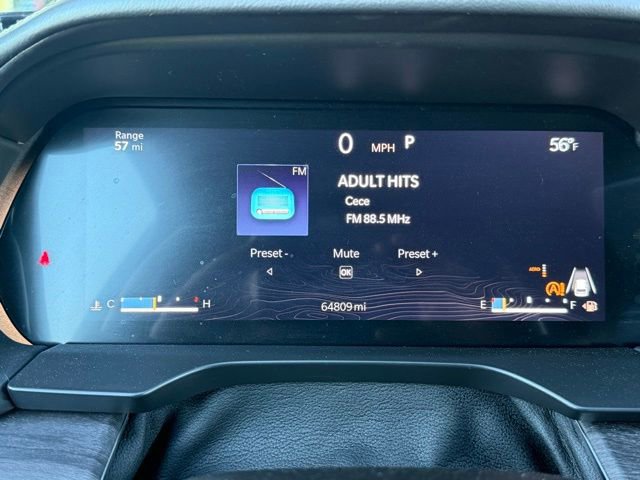 Range
57 mi
0 MPH P
56°F
FM
ADULT HITS
Cece
FM 88.5 MHz
Preset - Mute Preset +
OK
AERO
C H
64809 mi
E F